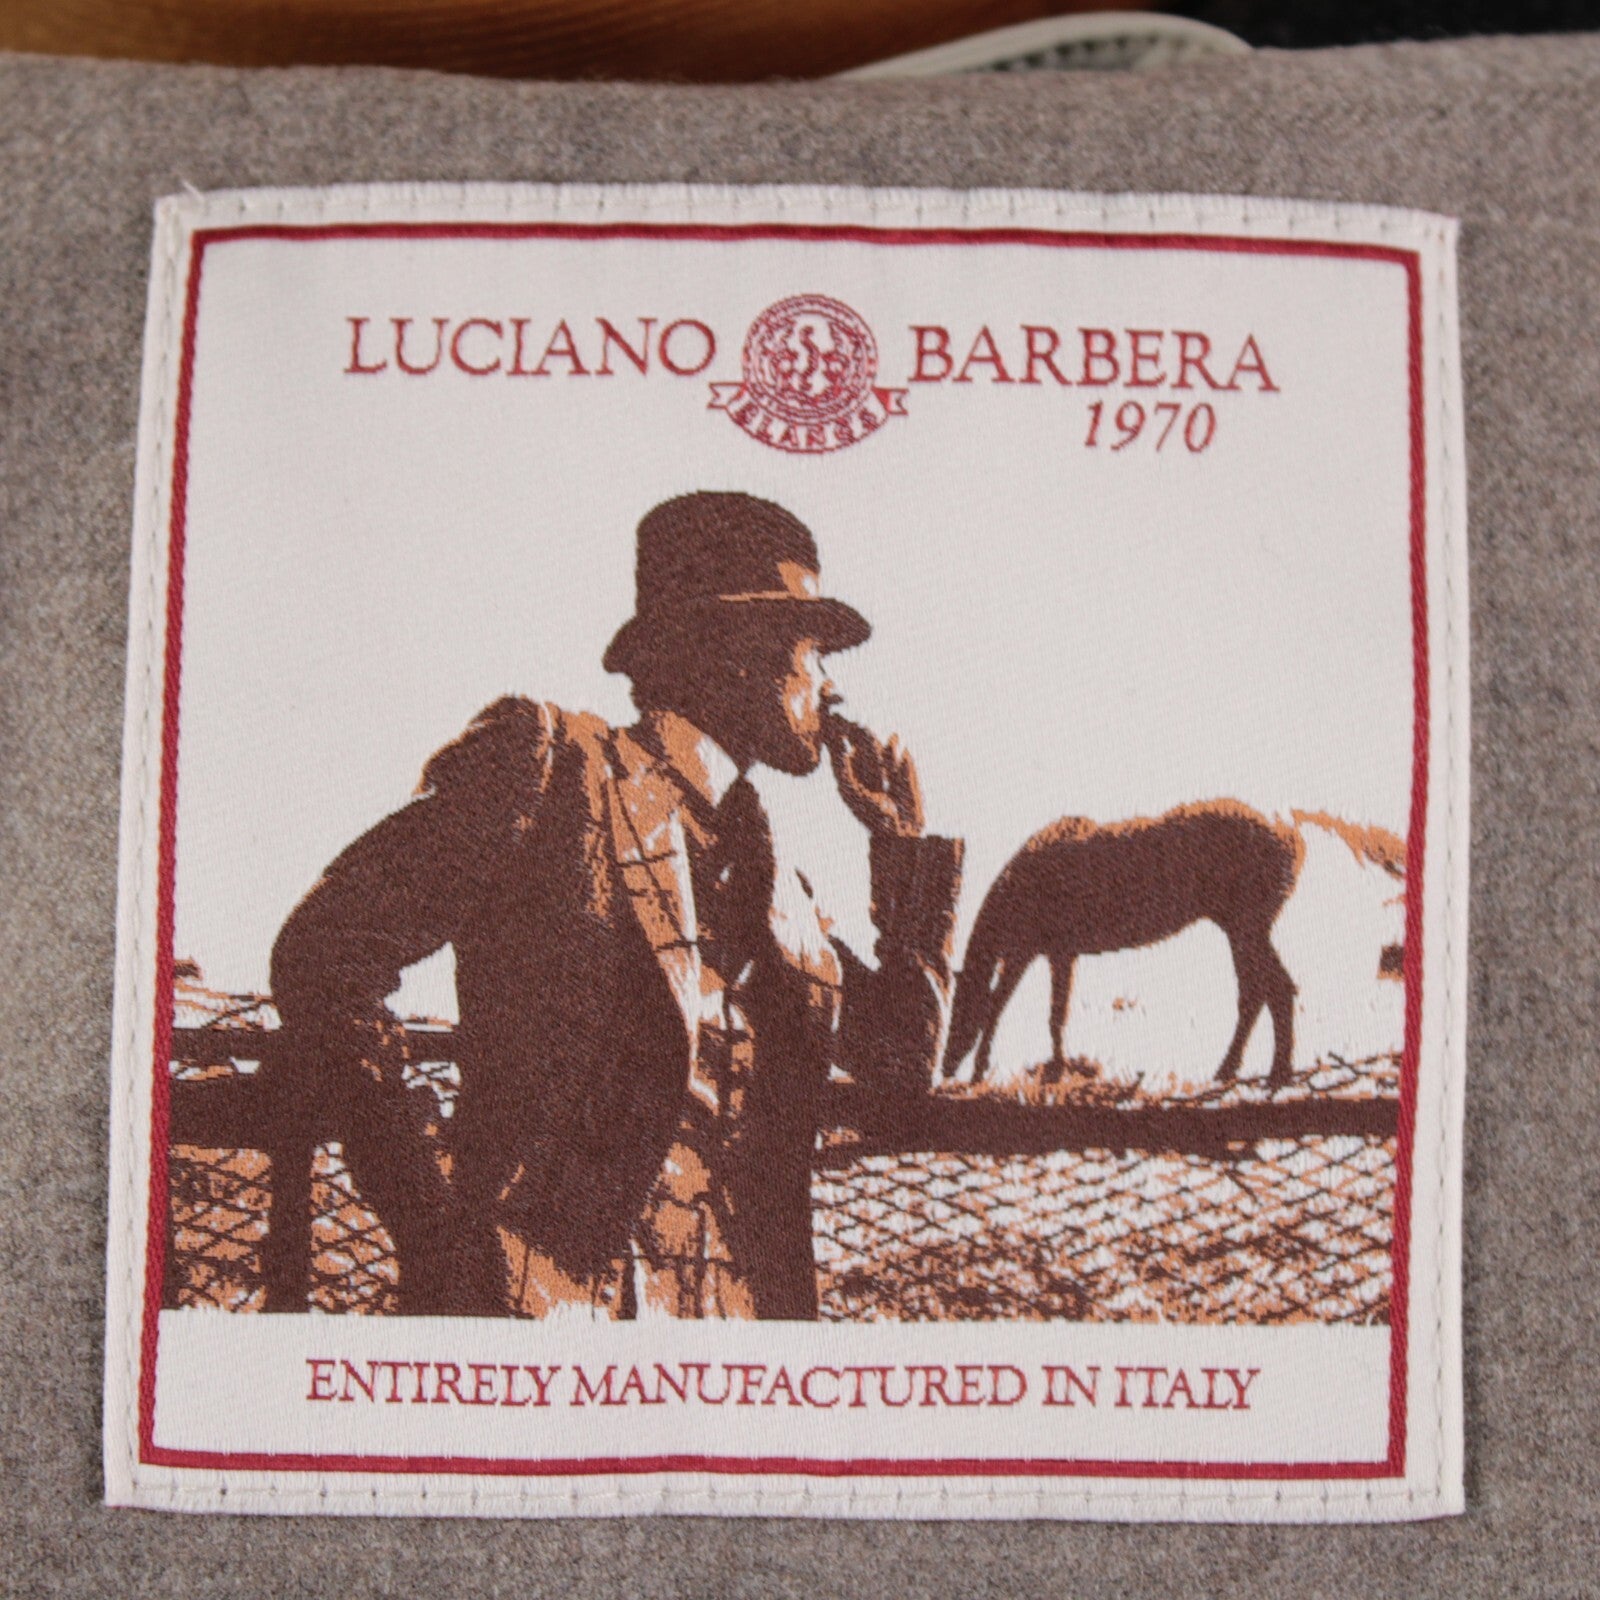 LUCIANO BARBERA
1970
ENTIRELY MANUFACTURED IN ITALY